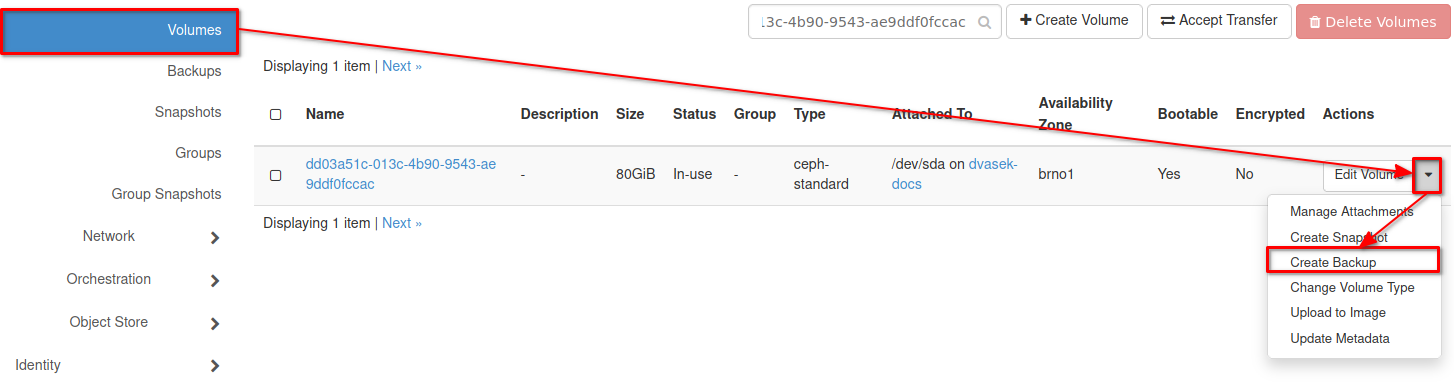 Volumes
Backups
Snapshots
Groups
Group Snapshots
Network
Orchestration
Object Store
Identity
13c-4b90-9543-ae9ddf0fccac
Create Volume
Accept Transfer
Delete Volumes
Displaying 1 item | Next »
Name Description Size Status Group Type Attached To Availability Zone Bootable Encrypted Actions
dd03a51c-013c-4b90-9543-ae
9ddf0fccac
-
80GiB
In-use
-
ceph-
standard
/dev/sda on dvasek-
docs
brno1
Yes
No
Edit Volume
Displaying 1 item | Next »
Manage Attachments
Create Snapshot
Create Backup
Change Volume Type
Upload to Image
Update Metadata